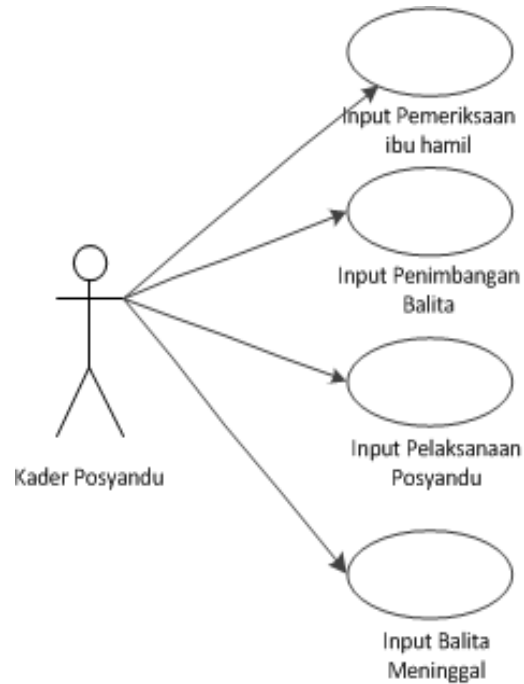 Input Pemeriksaan
ibu hamil
Input Penimbangan
Balita
Kader Posyandu
Input Pelaksanaan
Posyandu
Input Balita
Meninggal